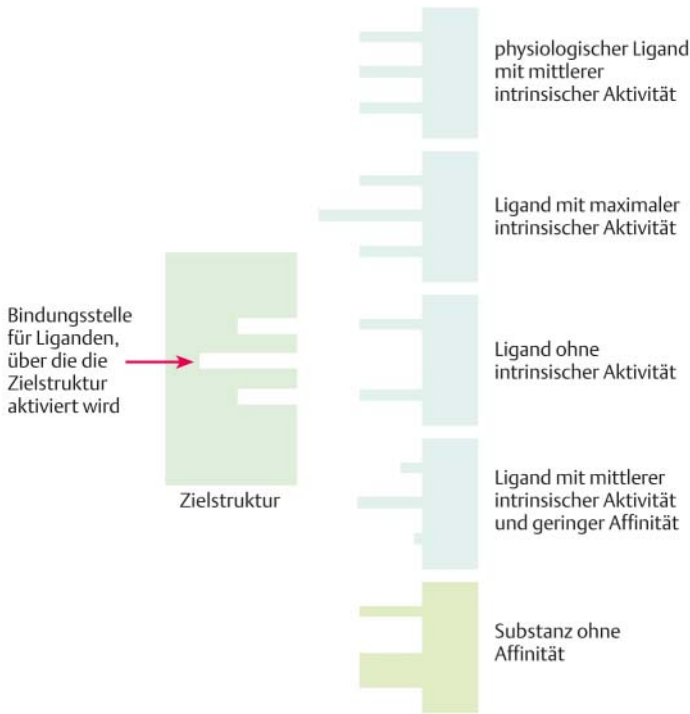 physiologischer Ligand
mit mittlerer
intrinsischer Aktivität
Ligand mit maximaler
intrinsischer Aktivität
Bindungsstelle
für Liganden,
über die die
Zielstruktur
aktiviert wird
Zielstruktur
Ligand ohne
intrinsischer Aktivität
Ligand mit mittlerer
intrinsischer Aktivität
und geringer Affinität
Substanz ohne
Affinität